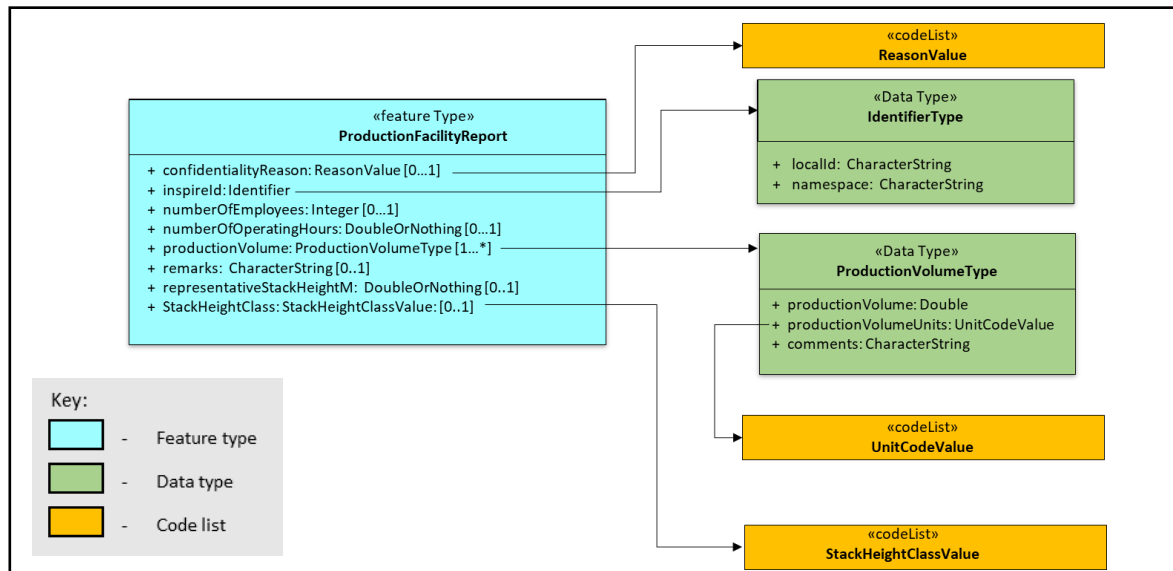 «feature Type»
ProductionFacilityReport
+ confidentialityReason: ReasonValue [0...1]
+ inspireId: Identifier
+ numberOfEmployees: Integer [0...1]
+ numberOfOperatingHours: DoubleOrNothing [0...1]
+ productionVolume: ProductionVolumeType [1...*]
+ remarks: CharacterString [0..1]
+ representativeStackHeightM: DoubleOrNothing [0..1]
+ StackHeightClass: StackHeightClassValue: [0..1]
«codeList»
ReasonValue
«Data Type»
IdentifierType
+ localId: CharacterString
+ namespace: CharacterString
«Data Type»
ProductionVolumeType
+ productionVolume: Double
+ productionVolumeUnits: UnitCodeValue
+ comments: CharacterString
«codeList»
UnitCodeValue
«codeList»
StackHeightClassValue
Key:
- Feature type
- Data type
- Code list